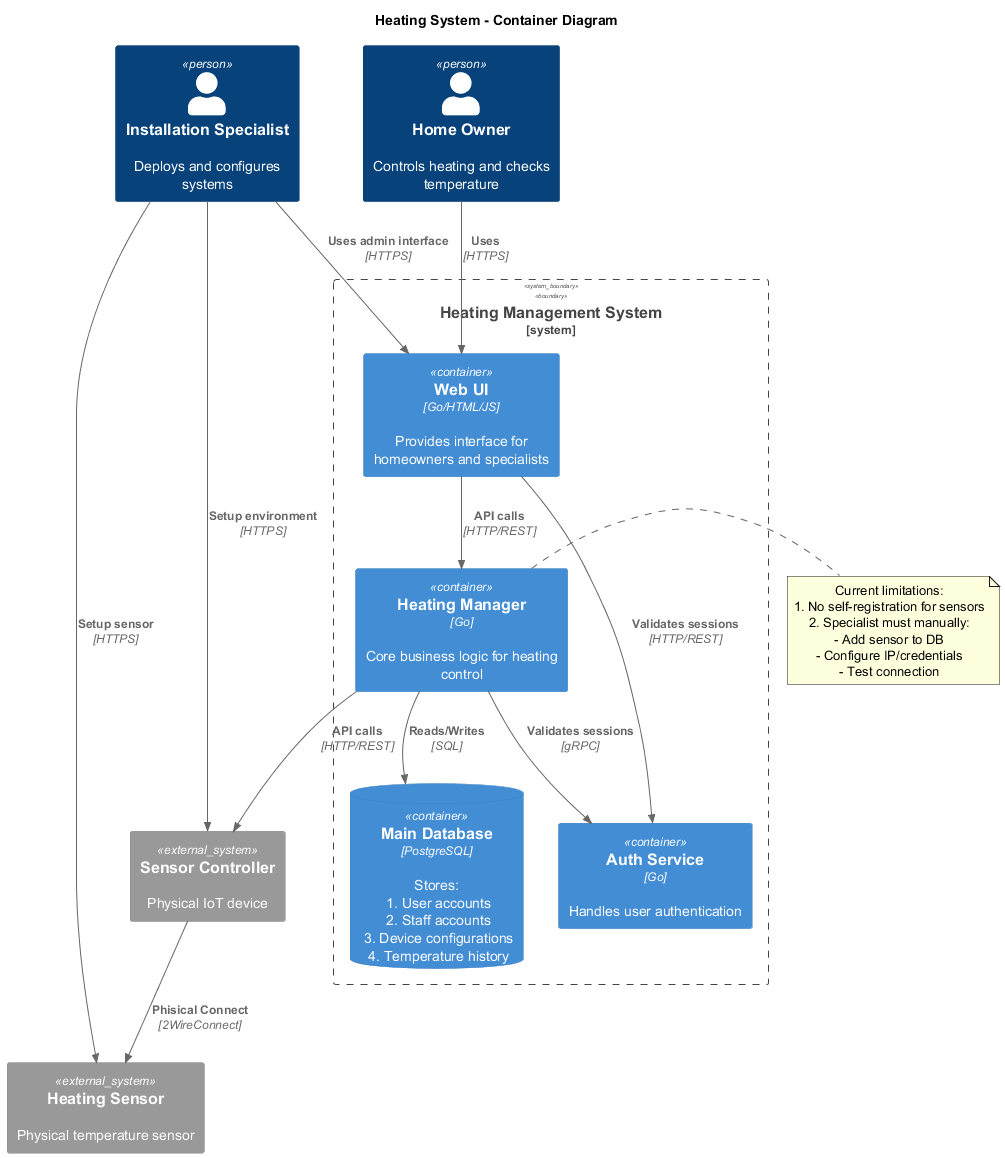 Heating System - Container Diagram
«person»
Installation Specialist
Deploys and configures
systems
«person»
Home Owner
Controls heating and checks
temperature
Uses admin interface
[HTTPS]
Uses
[HTTPS]
«system_boundary»
«boundary»
Heating Management System
[system]
«container»
Web UI
[Go/HTML/JS]
Provides interface for
homeowners and specialists
Setup environment
[HTTPS]
API calls
[HTTP/REST]
«container»
Heating Manager
[Go]
Core business logic for heating
control
Current limitations:
1. No self-registration for sensors
2. Specialist must manually:
- Add sensor to DB
- Configure IP/credentials
- Test connection
Setup sensor
[HTTPS]
Validates sessions
[HTTP/REST]
API calls
[HTTP/REST]
Reads/Writes
[SQL]
Validates sessions
[gRPC]
«external_system»
Sensor Controller
Physical IoT device
«container»
Main Database
[PostgreSQL]
Stores:
1. User accounts
2. Staff accounts
3. Device configurations
4. Temperature history
«container»
Auth Service
[Go]
Handles user authentication
Phisical Connect
[2WireConnect]
«external_system»
Heating Sensor
Physical temperature sensor